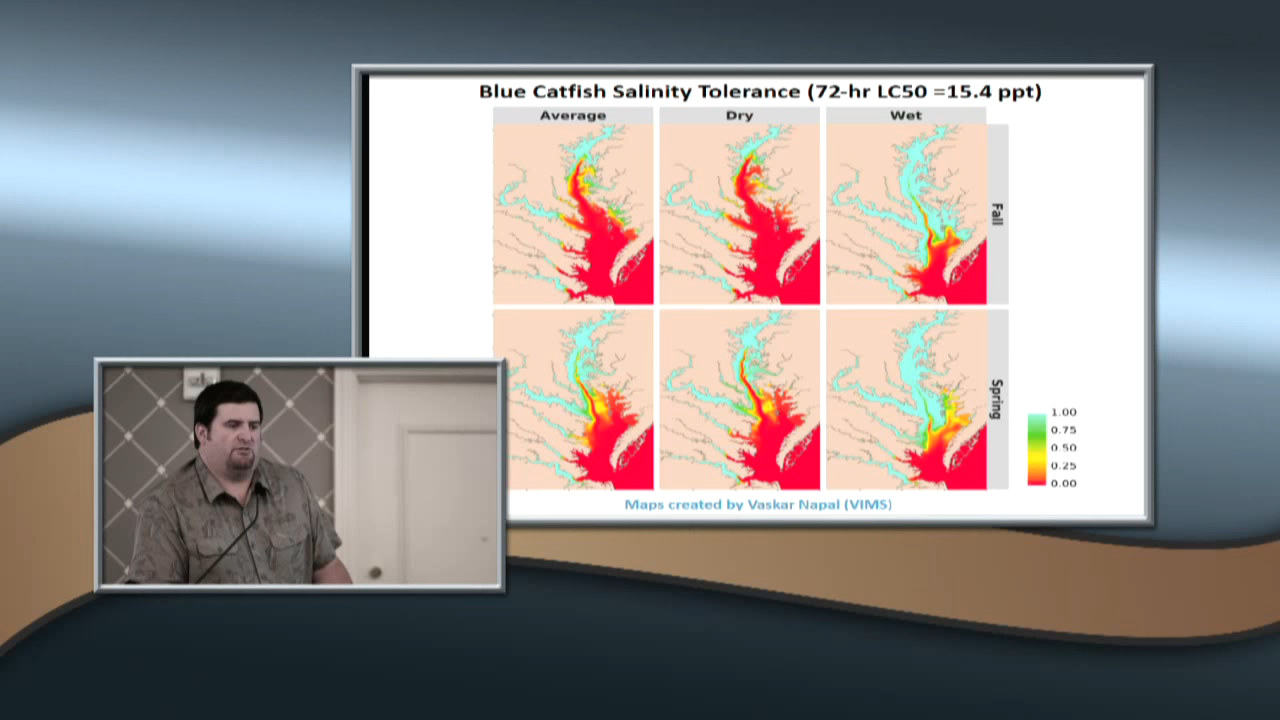 Blue Catfish Salinity Tolerance (72-hr LC50 =15.4 ppt)
Average Dry Wet
Fall
Spring
1.00
0.75
0.50
0.25
0.00
Maps created by Vaskar Napal (VIMS)